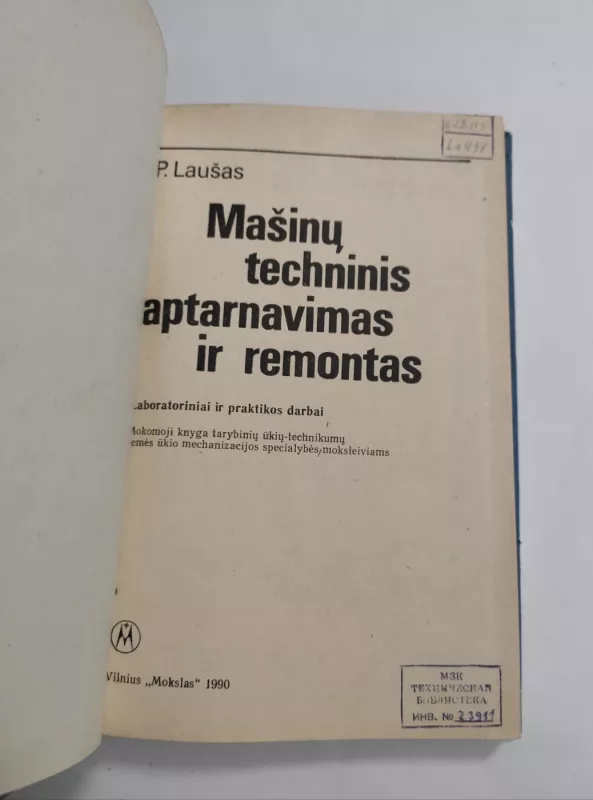 P. Laušas
Mašinų
techninis
aptarnavimas
ir remontas
Laboratoriniai ir praktikos darbai
Mokomoji knyga tarybinių ūkių-technikumų
žemės ūkio mechanizacijos specialybės moksleiviams
M
Vilnius „Mokslas“ 1990
МЗК
ТЕХНИЧЕСКАЯ
БИБЛИОТЕКА
ИНВ. № 23911